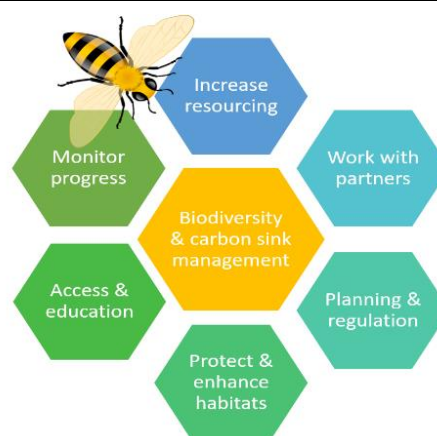 Increase
resourcing
Monitor
progress
Work with
partners
Biodiversity
& carbon sink
management
Access &
education
Planning &
regulation
Protect &
enhance
habitats